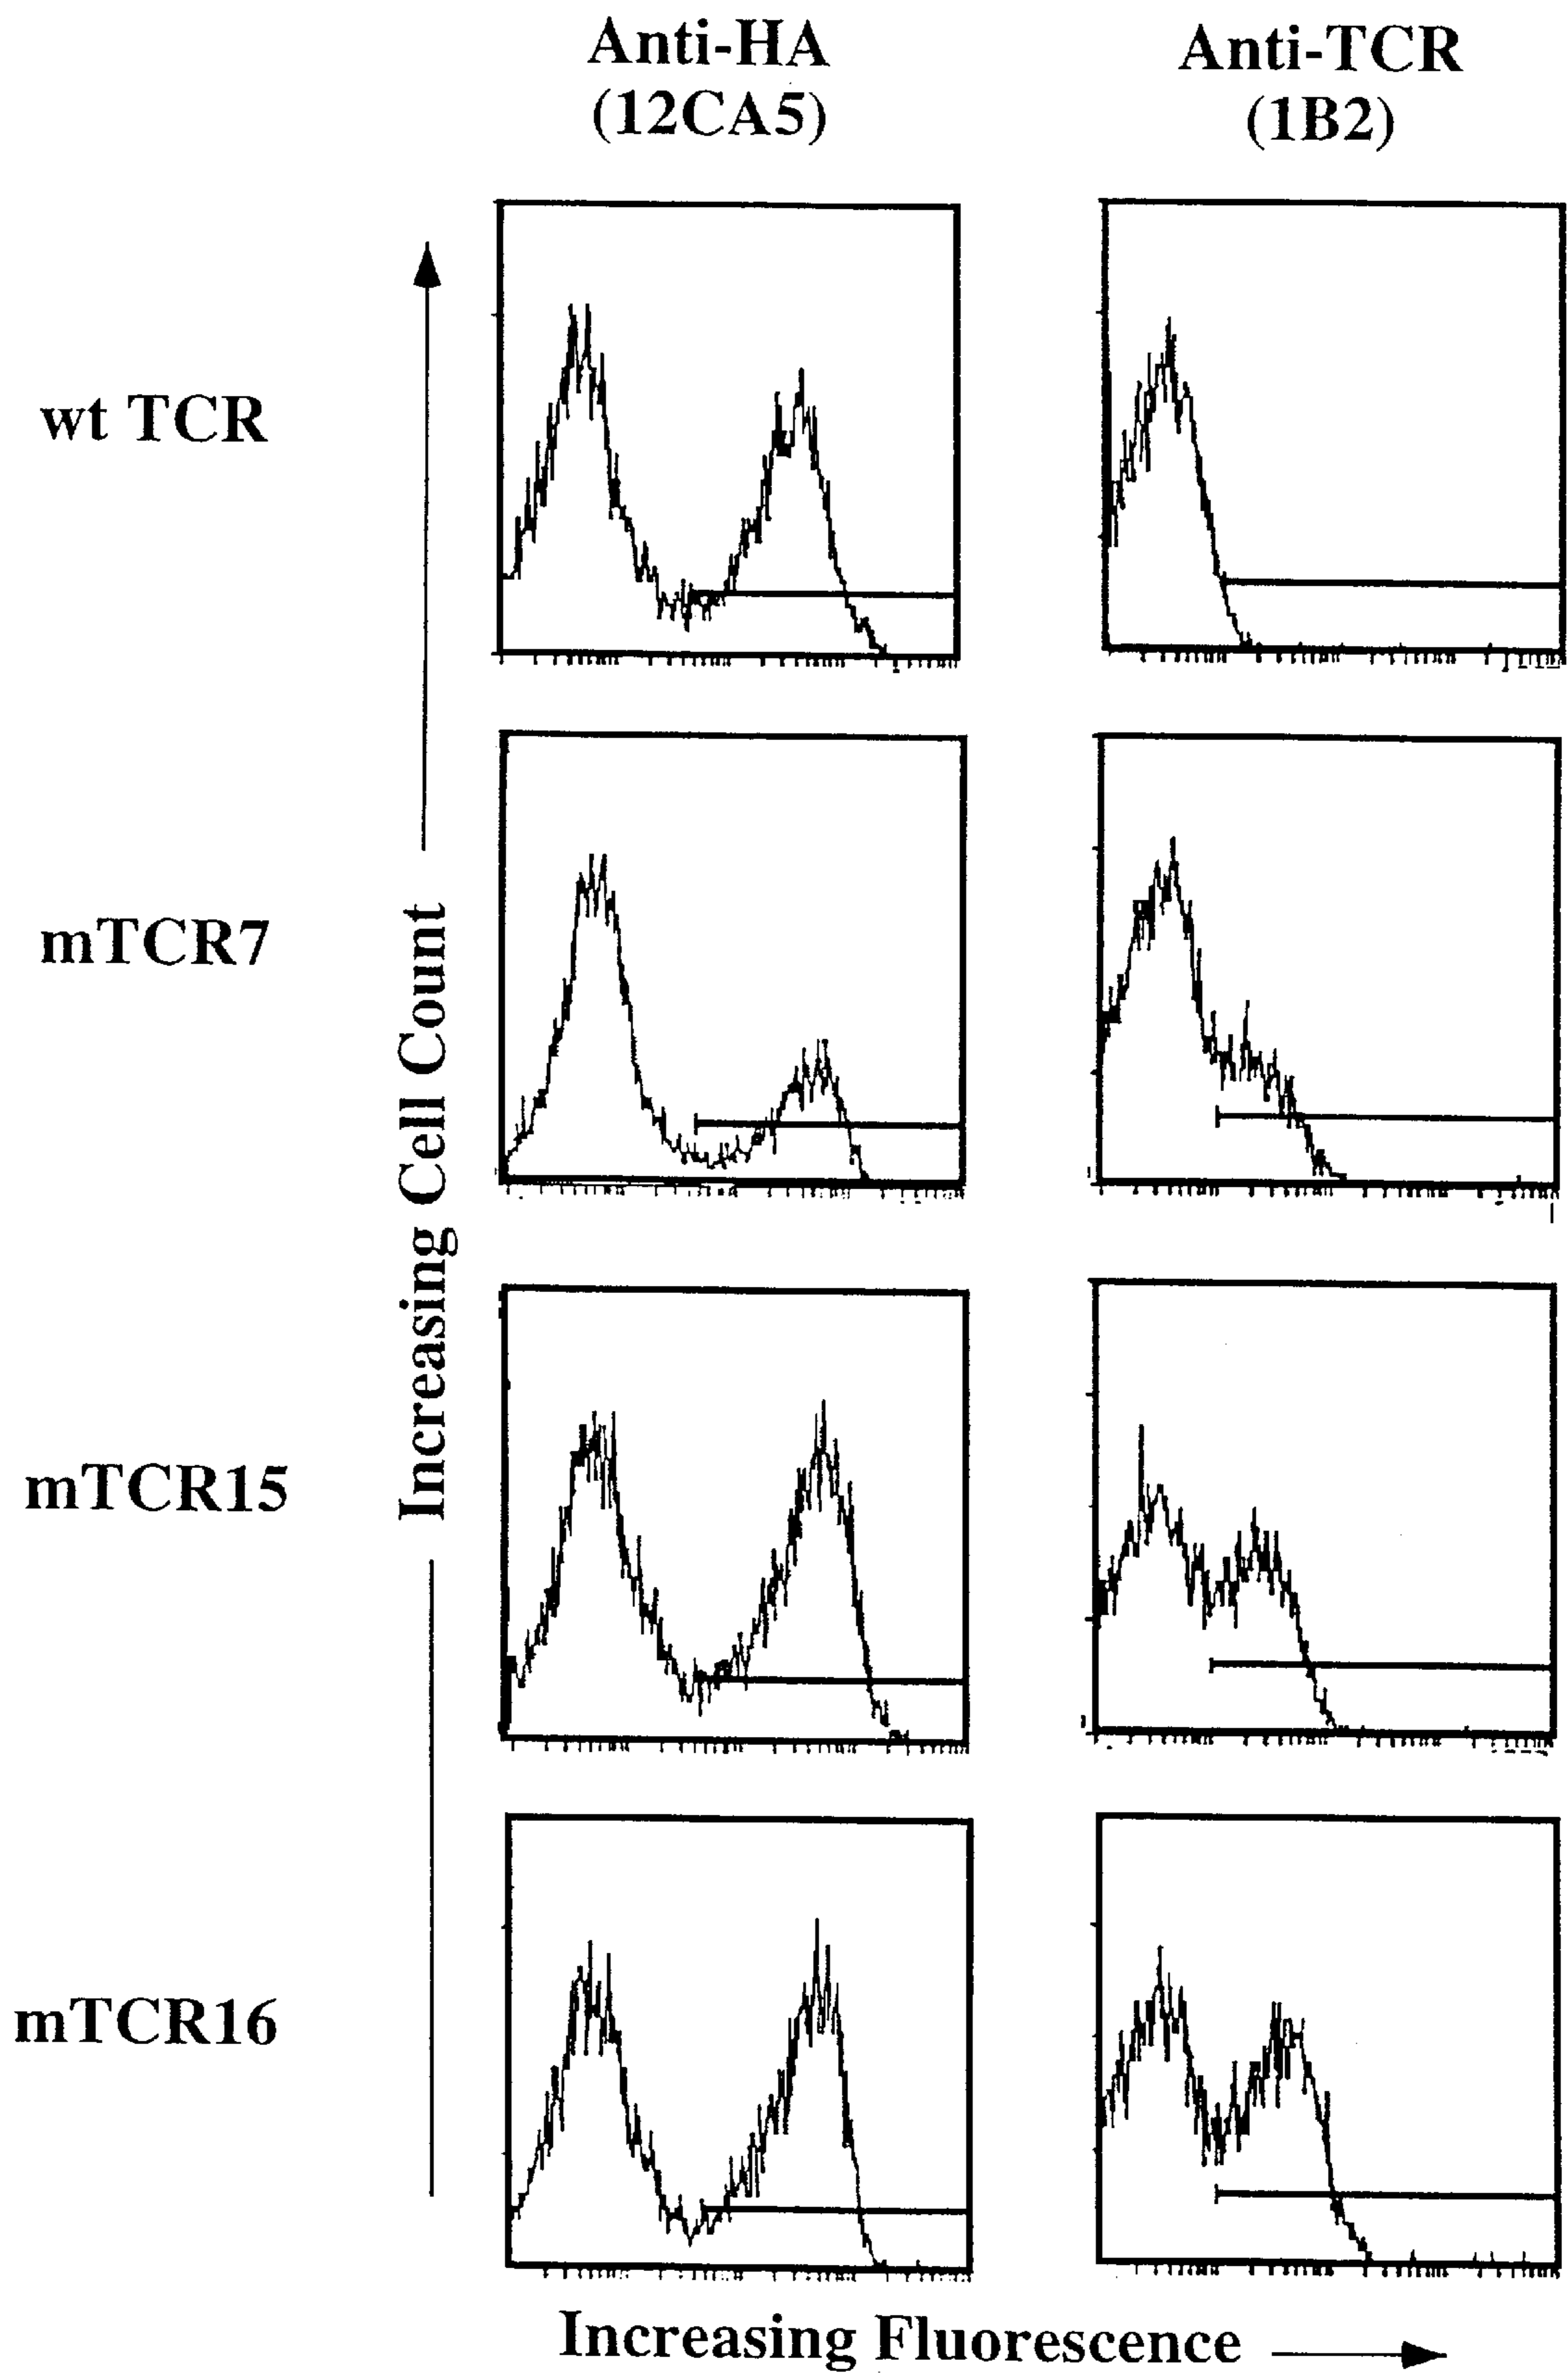 Anti-HA
(12CA5)
Anti-TCR
(1B2)
wt TCR
mTCR7
mTCR15
mTCR16
Increasing Cell Count
Increasing Fluorescence